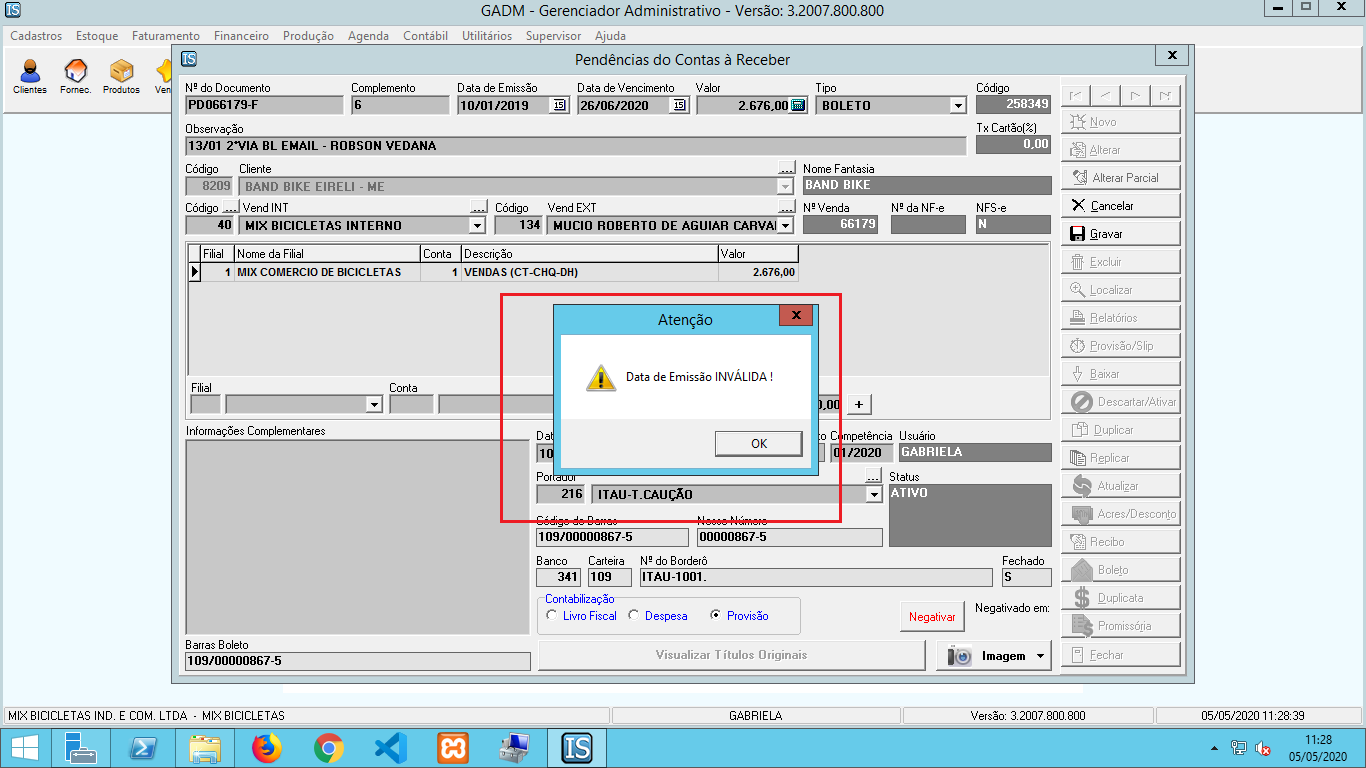 GADM - Gerenciador Administrativo - Versão: 3.2007.800.800
Cadastros Estoque Faturamento Financeiro Produção Agenda Contábil Utilitários Supervisor Ajuda
Clientes Fornec. Produtos
Pendências do Contas à Receber
Nº do Documento Complemento Data de Emissão Data de Vencimento Valor Tipo Código
PD066179-F 6 10/01/2019 15 26/06/2020 15 2.676,00 BOLETO 258349
Observação Tx Cartão(%)
13/01 2ªVIA BL EMAIL - ROBSON VEDANA 0,00
Código Cliente ... Nome Fantasia
8209 BAND BIKE EIRELI - ME BAND BIKE
Código ... Vend INT ... Código Vend EXT ... Nº Venda Nº da NF-e NFS-e
40 MIX BICICLETAS INTERNO 134 MUCIO ROBERTO DE AGUIAR CARVA 66179 N
Filial Nome da Filial Conta Descrição Valor
1 MIX COMERCIO DE BICICLETAS 1 VENDAS (CT-CHQ-DH) 2.676,00
Atenção
Data de Emissão INVÁLIDA !
OK
Filial Conta
0,00 +
Informações Complementares
Competência Usuário
10 01/2020 GABRIELA
Portador ... Status
216 ITAU-T.CAUÇÃO ATIVO
Código de Barras Nosso Número
109/00000867-5 00000867-5
Banco Carteira Nº do Borderô Fechado
341 109 ITAU-1001. S
Contabilização
Livro Fiscal Despesa Provisão
Negativar Negativado em:
Barras Boleto
109/00000867-5
Visualizar Títulos Originais
Imagem
Novo
Alterar
Alterar Parcial
Cancelar
Gravar
Excluir
Localizar
Relatórios
Provisão/Slip
Baixar
Descartar/Ativar
Duplicar
Replicar
Atualizar
Acres/Desconto
Recibo
Boleto
Duplicata
Promissória
Fechar
MIX BICICLETAS IND. E COM. LTDA - MIX BICICLETAS GABRIELA Versão: 3.2007.800.800 05/05/2020 11:28:39
IS
11:28
05/05/2020